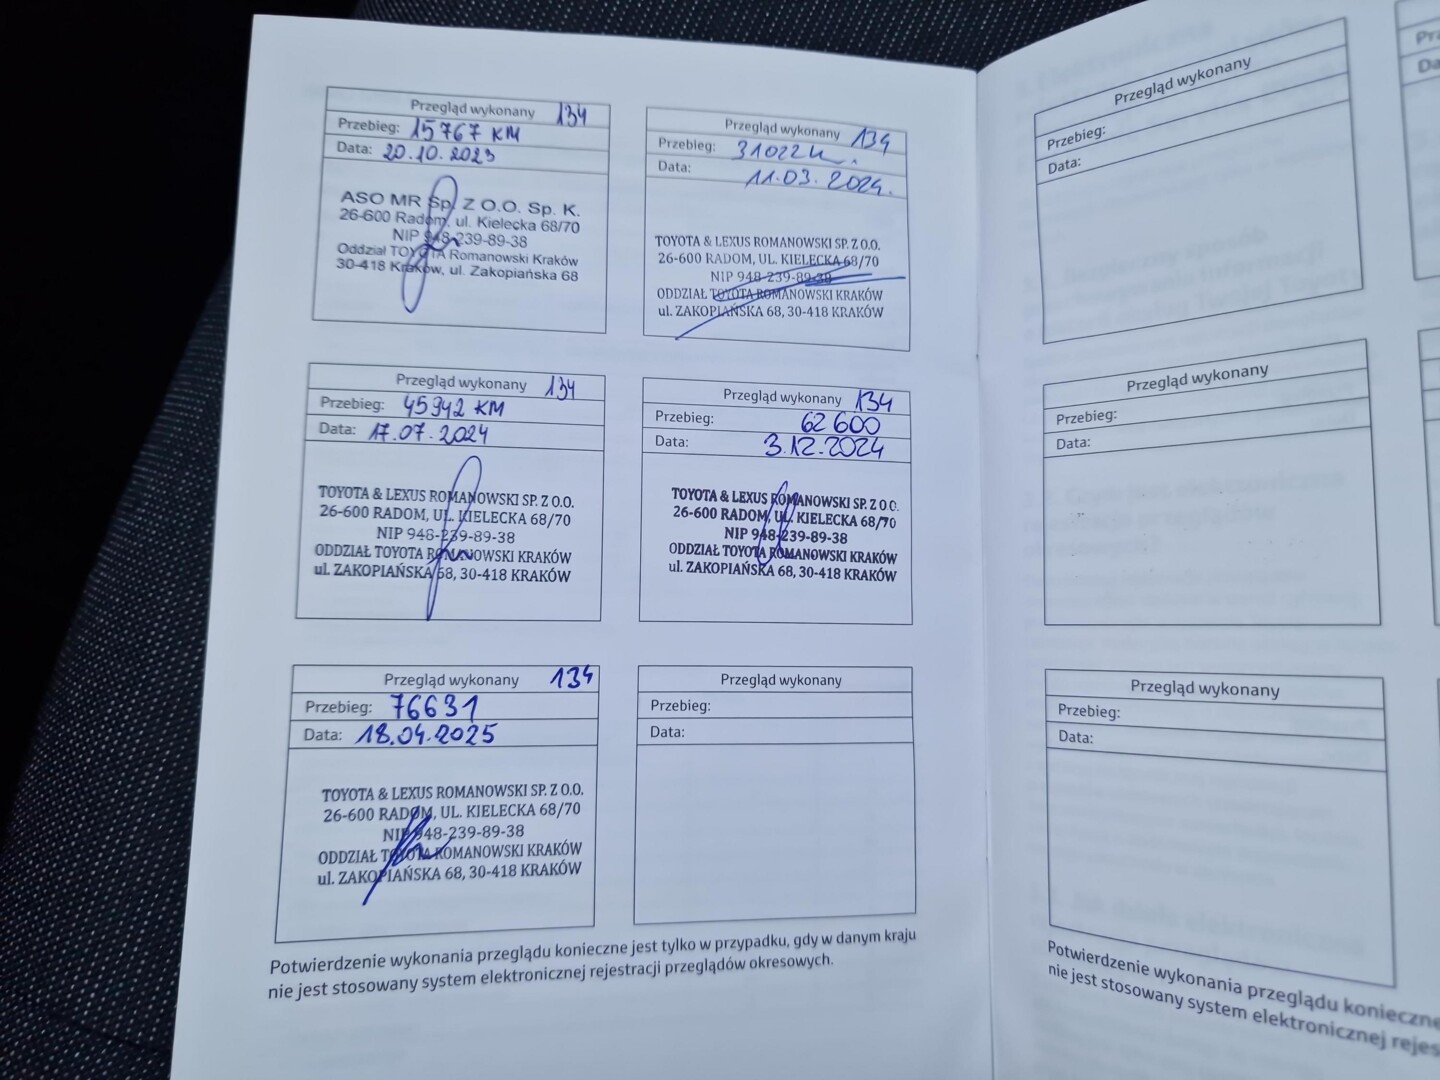 Przegląd wykonany 134
Przebieg: 15767 KM
Data: 20.10.2023
ASO MR Sp. Z O.O. Sp. K.
26-600 Radom, ul. Kielecka 68/70
NIP 948-239-89-38
Oddział TOYOTA Romanowski Kraków
30-418 Kraków, ul. Zakopiańska 68
Przegląd wykonany 134
Przebieg: 31022
Data: 11.03.2024.
TOYOTA & LEXUS ROMANOWSKI SP. Z O.O.
26-600 RADOM, UL. KIELECKA 68/70
NIP 948-239-89-38
ODDZIAŁ TOYOTA ROMANOWSKI KRAKÓW
ul. ZAKOPIAŃSKA 68, 30-418 KRAKÓW
Przegląd wykonany 134
Przebieg: 45942 KM
Data: 17.07.2024
TOYOTA & LEXUS ROMANOWSKI SP. Z O.O.
26-600 RADOM, UL. KIELECKA 68/70
NIP 948-239-89-38
ODDZIAŁ TOYOTA ROMANOWSKI KRAKÓW
ul. ZAKOPIAŃSKA 68, 30-418 KRAKÓW
Przegląd wykonany 134
Przebieg: 62600
Data: 3.12.2024
TOYOTA & LEXUS ROMANOWSKI SP. Z O O.
26-600 RADOM, UL. KIELECKA 68/70
NIP 948-239-89-38
ODDZIAŁ TOYOTA ROMANOWSKI KRAKÓW
ul. ZAKOPIAŃSKA 68, 30-418 KRAKÓW
Przegląd wykonany 134
Przebieg: 76631
Data: 18.04.2025
TOYOTA & LEXUS ROMANOWSKI SP. Z O.O.
26-600 RADOM, UL. KIELECKA 68/70
NIP 948-239-89-38
ODDZIAŁ TOYOTA ROMANOWSKI KRAKÓW
ul. ZAKOPIAŃSKA 68, 30-418 KRAKÓW
Przegląd wykonany
Przebieg:
Data:
Potwierdzenie wykonania przeglądu konieczne jest tylko w przypadku, gdy w danym kraju
nie jest stosowany system elektronicznej rejestracji przeglądów okresowych.
Przegląd wykonany
Przebieg:
Data:
Przegląd wykonany
Przebieg:
Data:
Przegląd wykonany
Przebieg:
Data:
Potwierdzenie wykonania przeglądu konieczne
nie jest stosowany system elektronicznej rejes